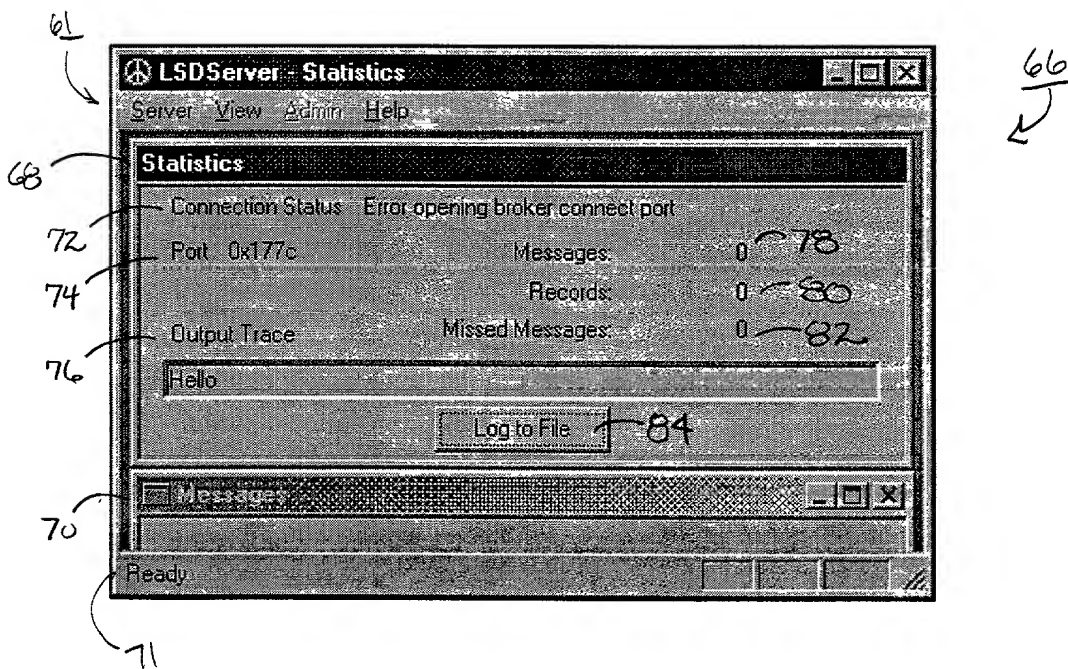 61
LSDServer - Statistics
66
Server View Admin Help
68
Statistics
Connection Status Error opening broker connect port
72
Port 0x177c Messages: 0 78
74
Records: 0 80
Output Trace Missed Messages: 0 82
76
Hello
Log to File 84
70
Messages
Ready
71